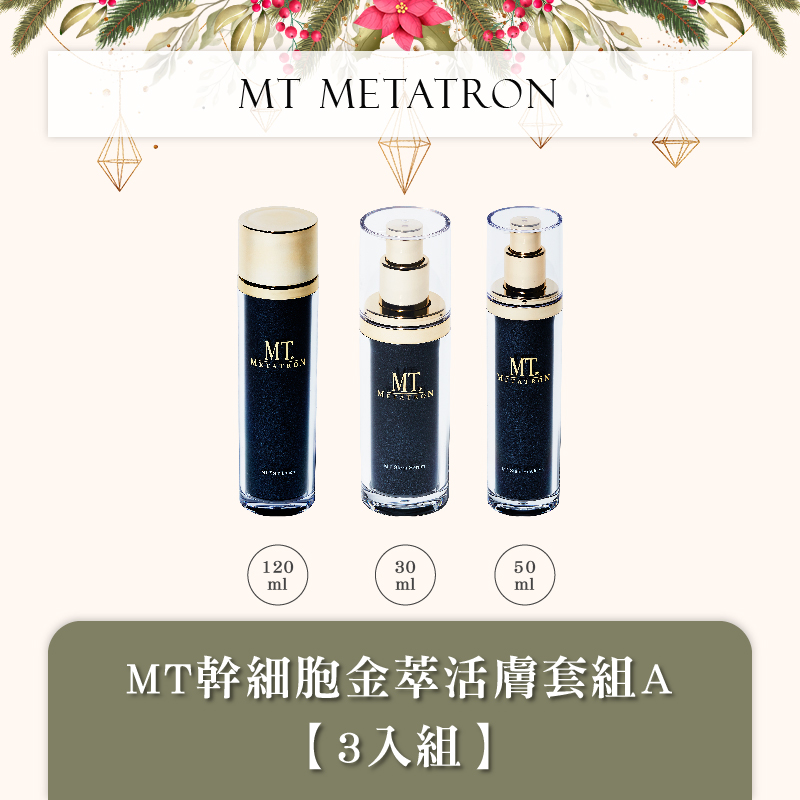 MT METATRON
MT.
METATRON
MT.
METATRON
MT.
METATRON
120
ml
30
ml
50
ml
MT幹細胞金萃活膚套組A
【3入組】